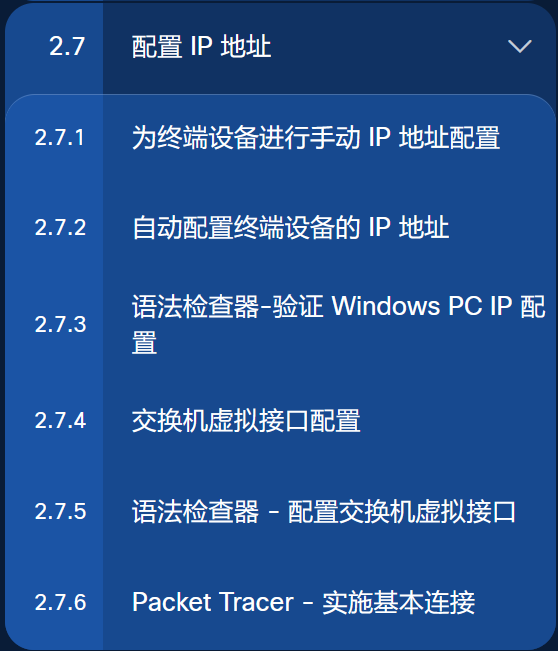 2.7 配置 IP 地址
2.7.1 为终端设备进行手动 IP 地址配置
2.7.2 自动配置终端设备的 IP 地址
2.7.3 语法检查器-验证 Windows PC IP 配
置
2.7.4 交换机虚拟接口配置
2.7.5 语法检查器 - 配置交换机虚拟接口
2.7.6 Packet Tracer - 实施基本连接